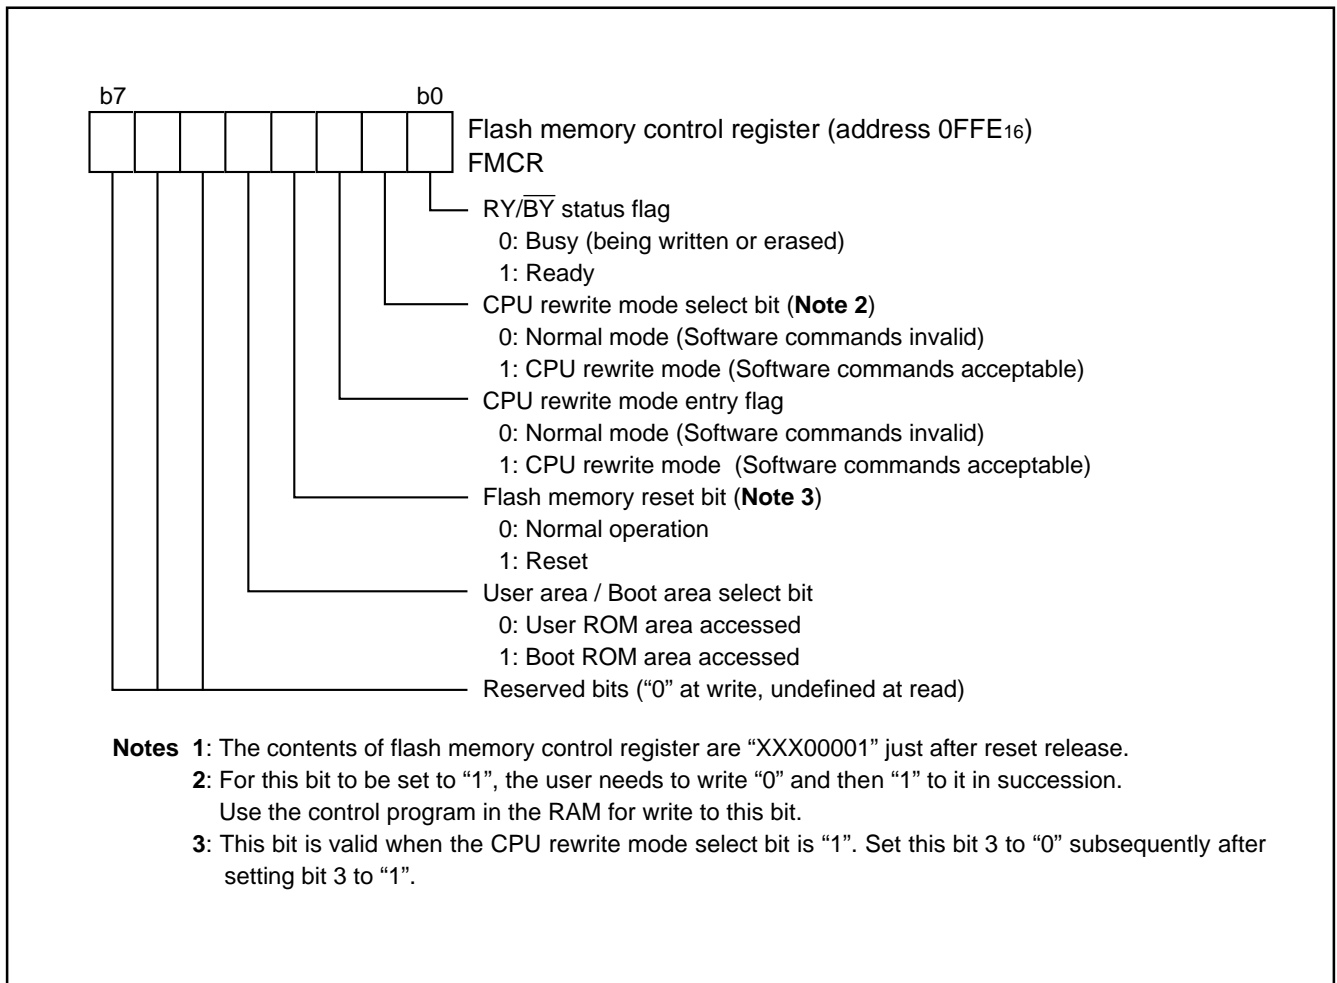 b7 b0
Flash memory control register (address 0FFE16)
FMCR
RY/BY status flag
0: Busy (being written or erased)
1: Ready
CPU rewrite mode select bit (Note 2)
0: Normal mode (Software commands invalid)
1: CPU rewrite mode (Software commands acceptable)
CPU rewrite mode entry flag
0: Normal mode (Software commands invalid)
1: CPU rewrite mode (Software commands acceptable)
Flash memory reset bit (Note 3)
0: Normal operation
1: Reset
User area / Boot area select bit
0: User ROM area accessed
1: Boot ROM area accessed
Reserved bits (“0” at write, undefined at read)
Notes 1: The contents of flash memory control register are “XXX00001” just after reset release.
2: For this bit to be set to “1”, the user needs to write “0” and then “1” to it in succession.
Use the control program in the RAM for write to this bit.
3: This bit is valid when the CPU rewrite mode select bit is “1”. Set this bit 3 to “0” subsequently after
setting bit 3 to “1”.